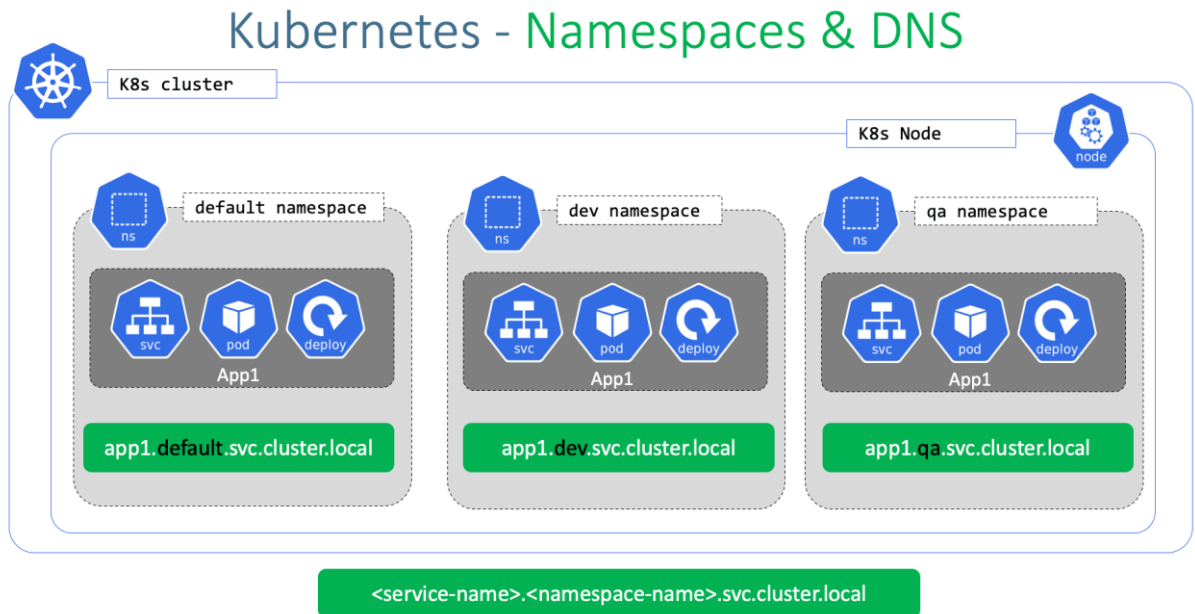 Kubernetes - Namespaces & DNS
K8s cluster
K8s Node
node
default namespace
ns
svc
pod
deploy
App1
app1.default.svc.cluster.local
dev namespace
ns
svc
pod
deploy
App1
app1.dev.svc.cluster.local
qa namespace
ns
svc
pod
deploy
App1
app1.qa.svc.cluster.local
<service-name>.<namespace-name>.svc.cluster.local